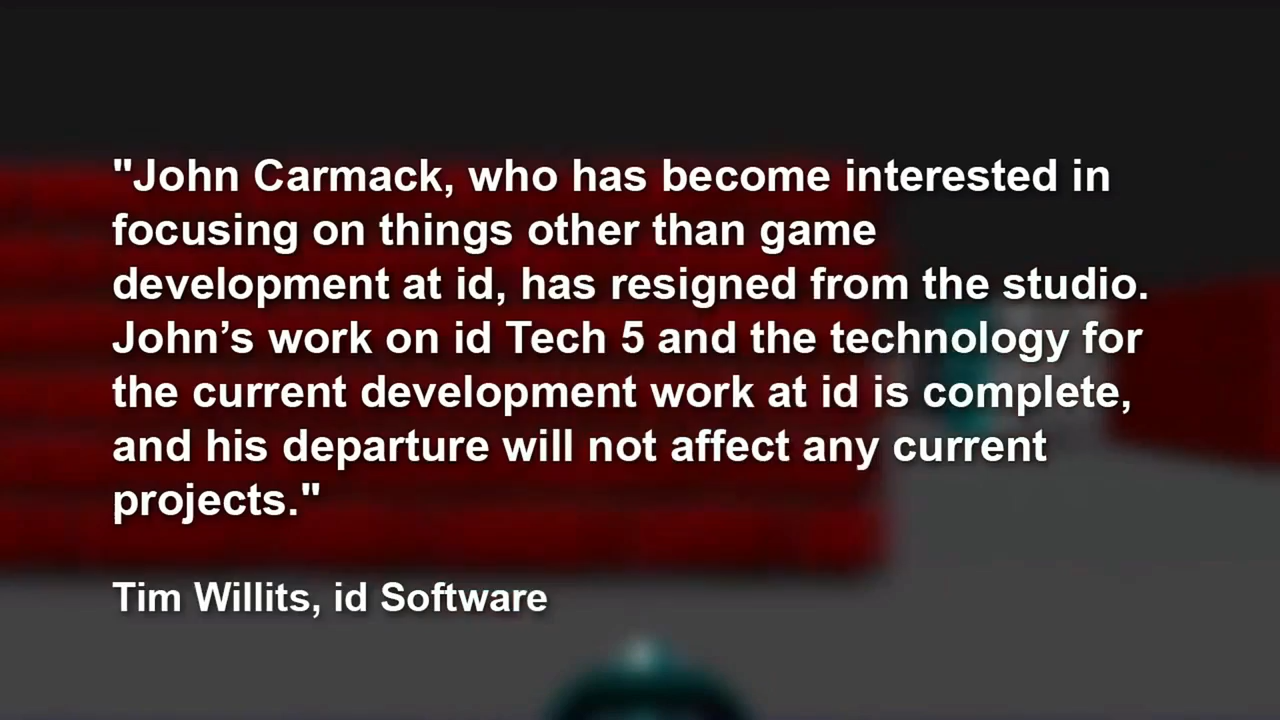 "John Carmack, who has become interested in
focusing on things other than game
development at id, has resigned from the studio.
John’s work on id Tech 5 and the technology for
the current development work at id is complete,
and his departure will not affect any current
projects."
Tim Willits, id Software